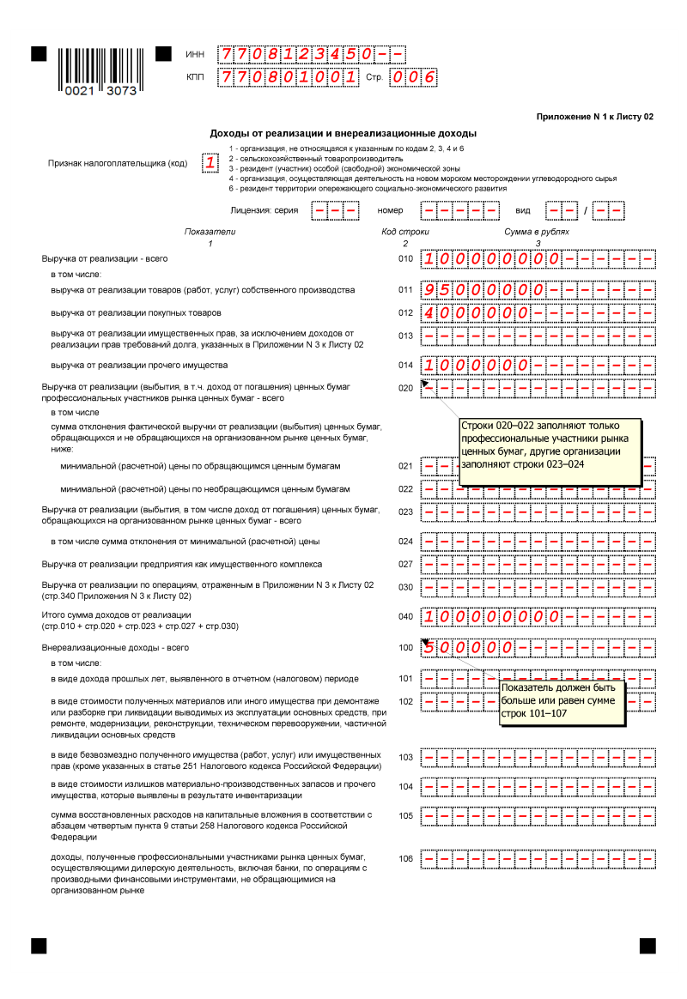 ИНН 7708123450--
0021 3073
КПП 770801001 Стр. 006
Приложение N 1 к Листу 02
Доходы от реализации и внереализационные доходы
Признак налогоплательщика (код) 1
1 - организация, не относящаяся к указанным по кодам 2, 3, 4 и 6
2 - сельскохозяйственный товаропроизводитель
3 - резидент (участник) особой (свободной) экономической зоны
4 - организация, осуществляющая деятельность на новом морском месторождении углеводородного сырья
6 - резидент территории опережающего социально-экономического развития
Лицензия: серия --- номер ----- вид -- / --
Показатели Код строки Сумма в рублях
1 2 3
Выручка от реализации - всего 010 100000000------
в том числе:
выручка от реализации товаров (работ, услуг) собственного производства 011 95000000-------
выручка от реализации покупных товаров 012 4000000--------
выручка от реализации имущественных прав, за исключением доходов от
реализации прав требований долга, указанных в Приложении N 3 к Листу 02 013 ---------------
выручка от реализации прочего имущества 014 1000000--------
Выручка от реализации (выбытия, в т.ч. доход от погашения) ценных бумаг
профессиональных участников рынка ценных бумаг - всего 020 ---------------
в том числе
сумма отклонения фактической выручки от реализации (выбытия) ценных бумаг,
обращающихся и не обращающихся на организованном рынке ценных бумаг,
ниже:
Строки 020–022 заполняют только
профессиональные участники рынка
ценных бумаг, другие организации
заполняют строки 023–024
минимальной (расчетной) цены по обращающимся ценным бумагам 021 -- -
минимальной (расчетной) цены по необращающимся ценным бумагам 022 ---------------
Выручка от реализации (выбытия, в том числе доход от погашения) ценных бумаг,
обращающихся на организованном рынке ценных бумаг - всего 023 ---------------
в том числе сумма отклонения от минимальной (расчетной) цены 024 ---------------
Выручка от реализации предприятия как имущественного комплекса 027 ---------------
Выручка от реализации по операциям, отраженным в Приложении N 3 к Листу 02
(стр.340 Приложения N 3 к Листу 02) 030 ---------------
Итого сумма доходов от реализации
(стр.010 + стр.020 + стр.023 + стр.027 + стр.030) 040 100000000------
Внереализационные доходы - всего 100 500000---------
в том числе:
в виде дохода прошлых лет, выявленного в отчетном (налоговом) периоде 101 ---------------
Показатель должен быть
больше или равен сумме
строк 101–107
в виде стоимости полученных материалов или иного имущества при демонтаже 102 ----- --
или разборке при ликвидации выводимых из эксплуатации основных средств, при
ремонте, модернизации, реконструкции, техническом перевооружении, частичной
ликвидации основных средств
в виде безвозмездно полученного имущества (работ, услуг) или имущественных
прав (кроме указанных в статье 251 Налогового кодекса Российской Федерации) 103 ---------------
в виде стоимости излишков материально-производственных запасов и прочего
имущества, которые выявлены в результате инвентаризации 104 ---------------
сумма восстановленных расходов на капитальные вложения в соответствии с 105 ---------------
абзацем четвертым пункта 9 статьи 258 Налогового кодекса Российской
Федерации
доходы, полученные профессиональными участниками рынка ценных бумаг, 106 ---------------
осуществляющими дилерскую деятельность, включая банки, по операциям с
производными финансовыми инструментами, не обращающимися на
организованном рынке